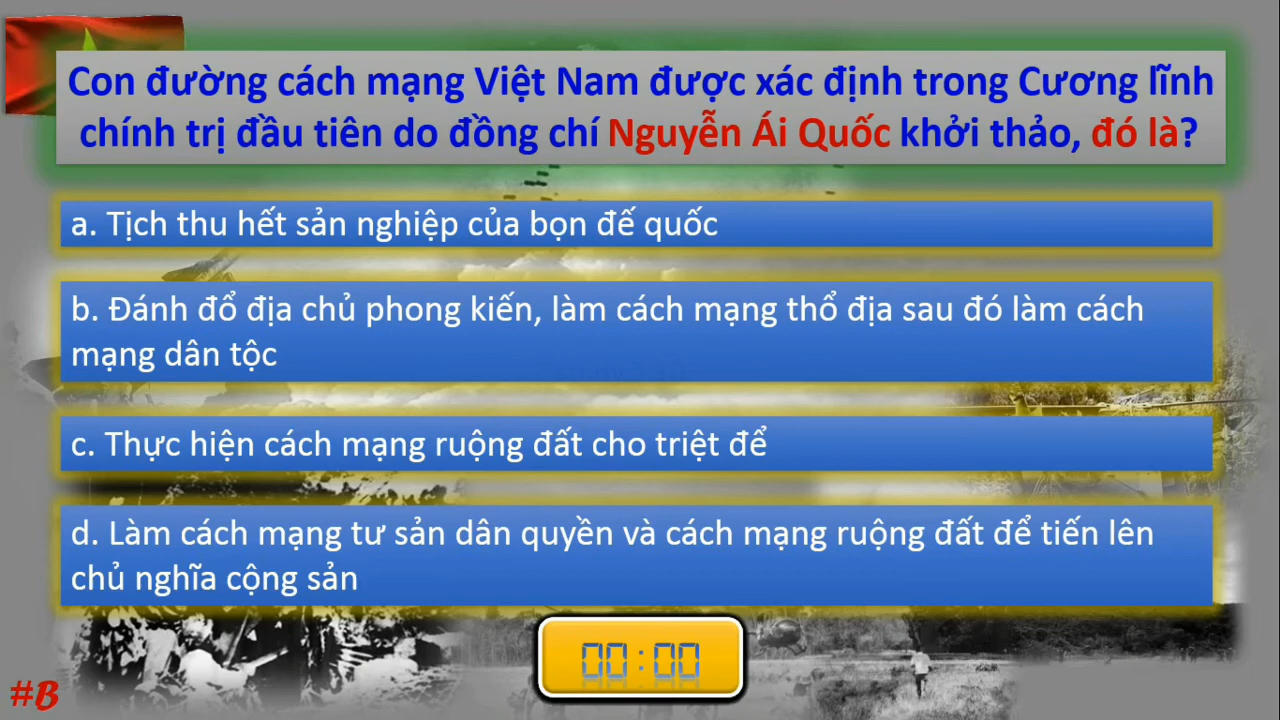 Con đường cách mạng Việt Nam được xác định trong Cương lĩnh
chính trị đầu tiên do đồng chí Nguyễn Ái Quốc khởi thảo, đó là?
a. Tịch thu hết sản nghiệp của bọn đế quốc
b. Đánh đổ địa chủ phong kiến, làm cách mạng thổ địa sau đó làm cách
mạng dân tộc
c. Thực hiện cách mạng ruộng đất cho triệt để
d. Làm cách mạng tư sản dân quyền và cách mạng ruộng đất để tiến lên
chủ nghĩa cộng sản
00:00
#B